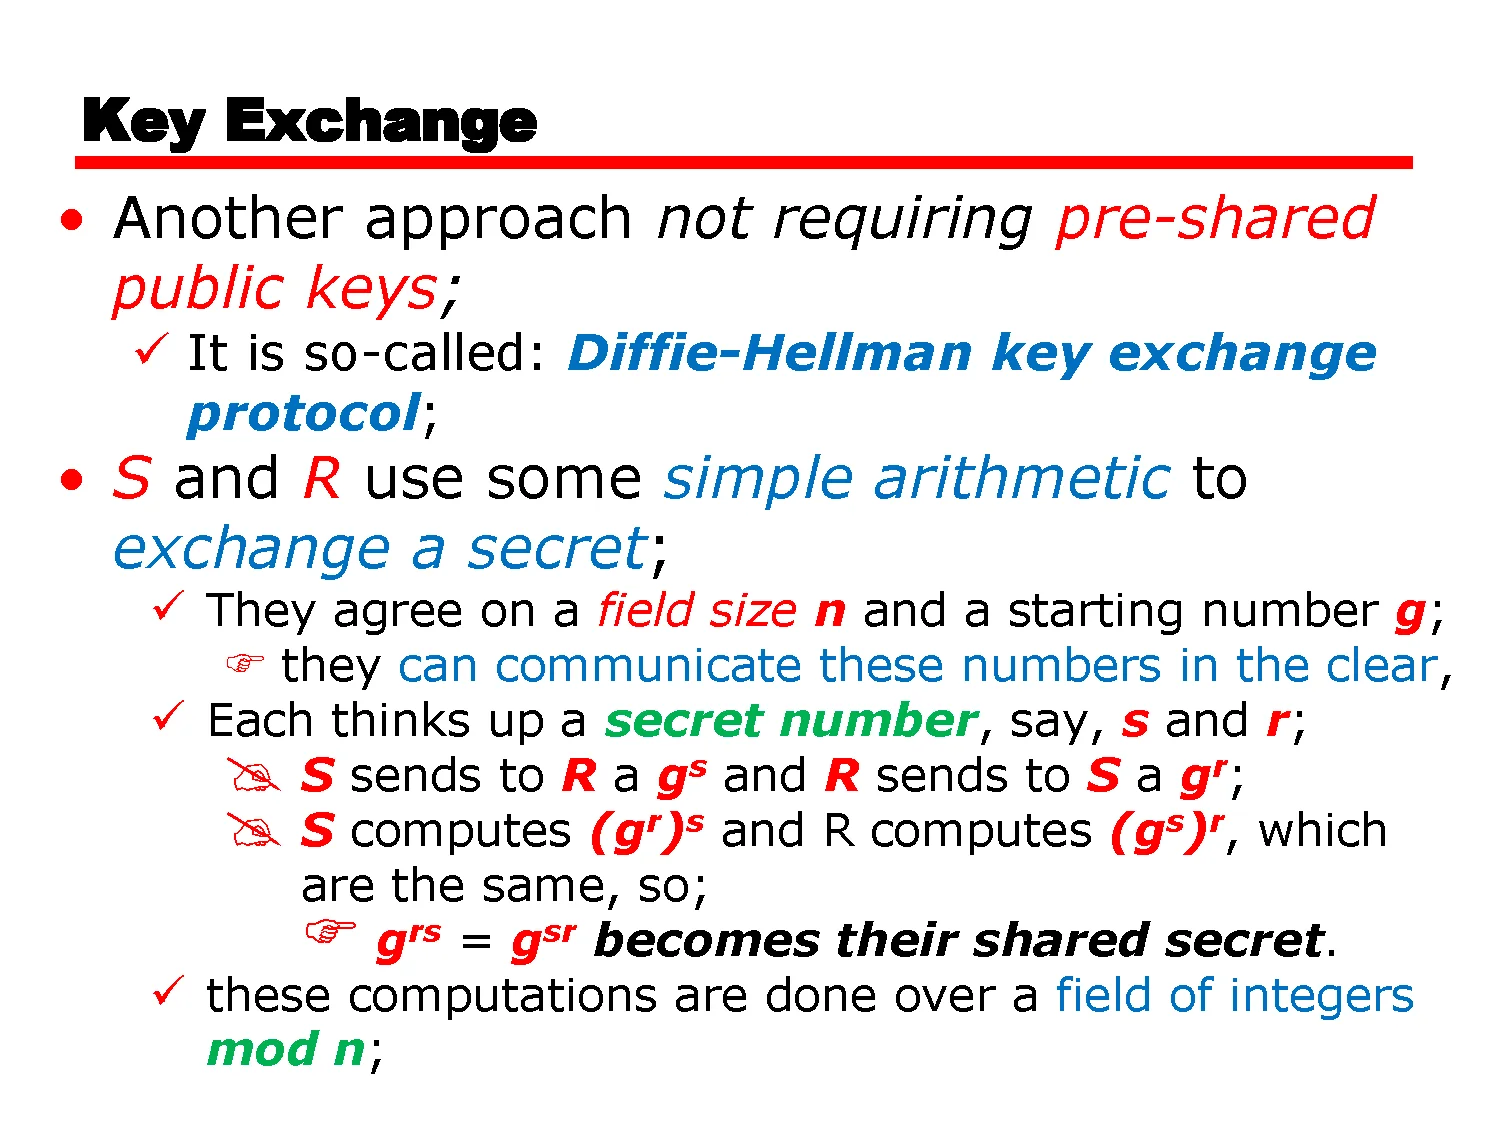 Key Exchange
• Another approach not requiring pre-shared
public keys;
✓ It is so-called: Diffie-Hellman key exchange
protocol;
• S and R use some simple arithmetic to
exchange a secret;
✓ They agree on a field size n and a starting number g;
☞ they can communicate these numbers in the clear,
✓ Each thinks up a secret number, say, s and r;
✍ S sends to R a gˢ and R sends to S a gʳ;
✍ S computes (gʳ)ˢ and R computes (gˢ)ʳ, which
are the same, so;
☞ gʳˢ = gˢʳ becomes their shared secret.
✓ these computations are done over a field of integers
mod n;